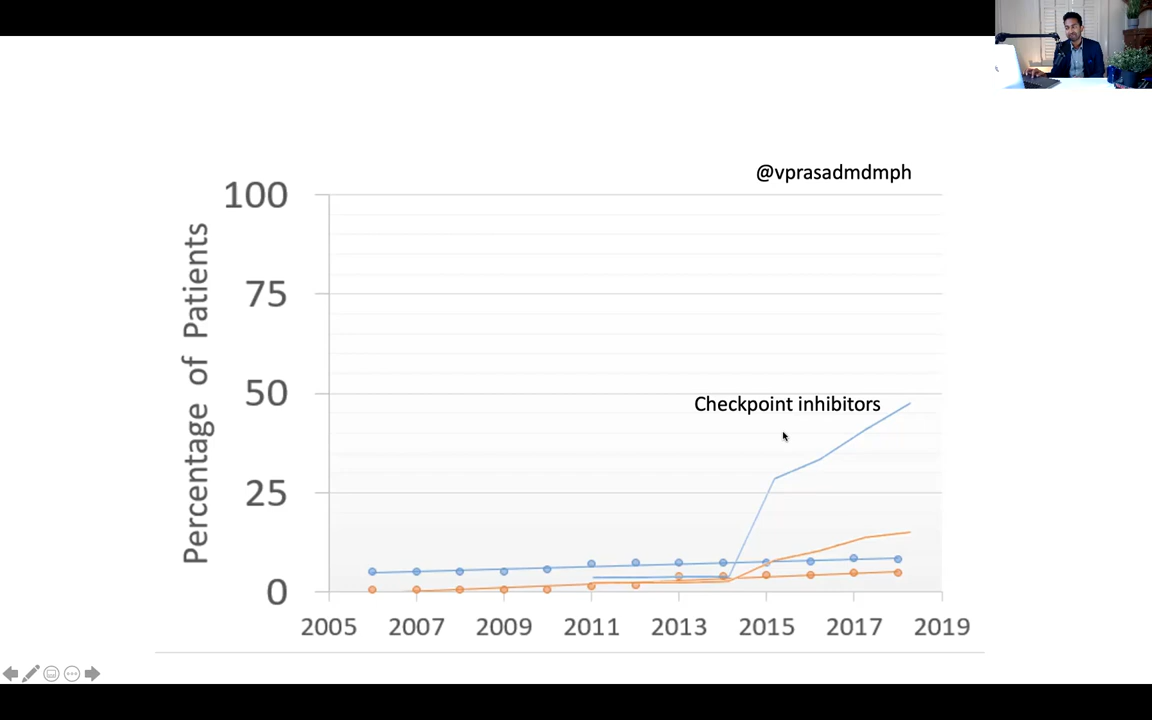 @vprasadmdmph
100
75
50
25
0
Percentage of Patients
Checkpoint inhibitors
2005 2007 2009 2011 2013 2015 2017 2019